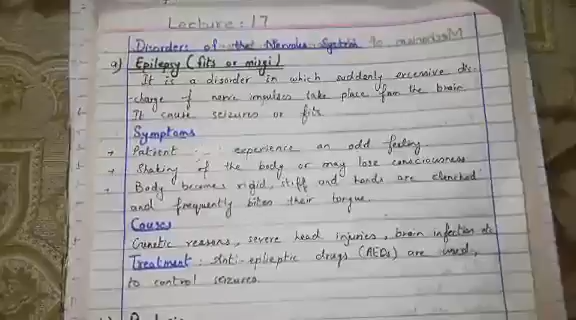 Lecture: 17
Disorders of the Nervous System
a) Epilepsy (fits or mirgi)
It is a disorder in which suddenly excessive dis-
charge of nerve impulses take place from the brain
It cause seizures or fits
Symptoms
→ Patient experience an odd feeling
→ Shaking of the body or may lose consciousness
→ Body become rigid, stiff and hands are clenched
and frequently bites their tongue.
Causes
Genetic reasons, severe head injuries, brain infection etc
Treatment: Anti-epileptic drugs (AEDs) are used,
to control seizures.